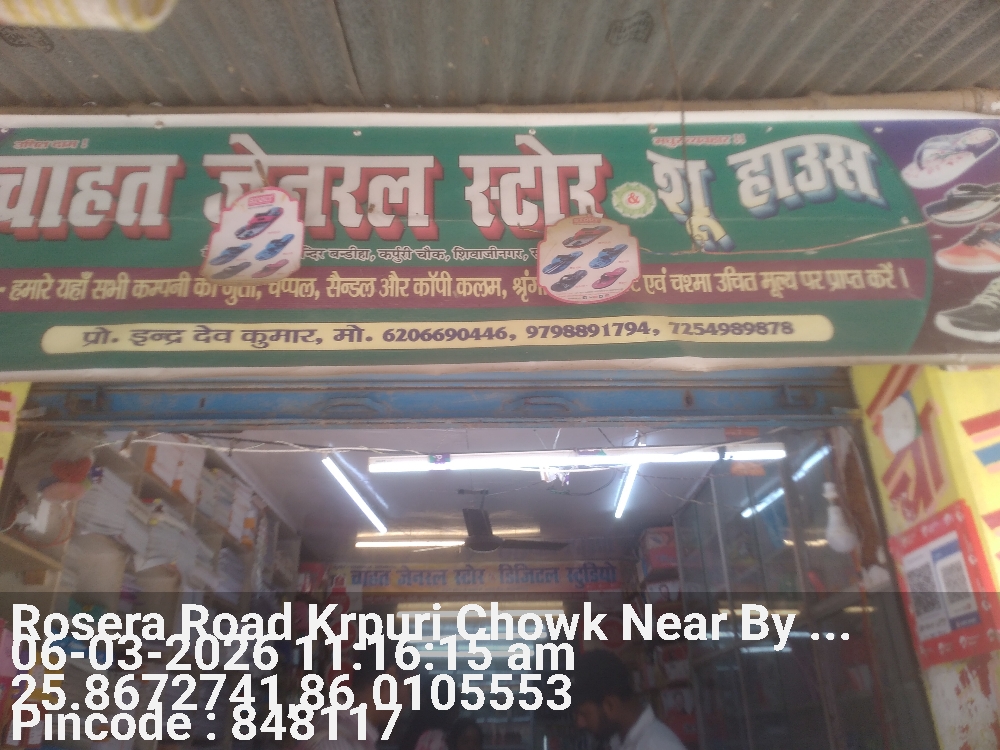 उचित दाम !
चाहत जेनरल स्टोर & शू हाउस
बन्डीहा, कर्पुरी चौक, शिवाजीनगर,
हमारे यहाँ सभी कम्पनी का जुता, चप्पल, सैन्डल और कॉपी कलम, एवं चश्मा उचित मूल्य पर प्राप्त करें ।
प्रो. इन्द्र देव कुमार, मो. 6206690446, 9798891794, 7254989878
चाहत जेनरल स्टोर डिजिटल स्टूडियो
Rosera Road Krpuri Chowk Near By ...
06-03-2026 11:16:15 am
25.8672741,86.0105553
Pincode : 848117